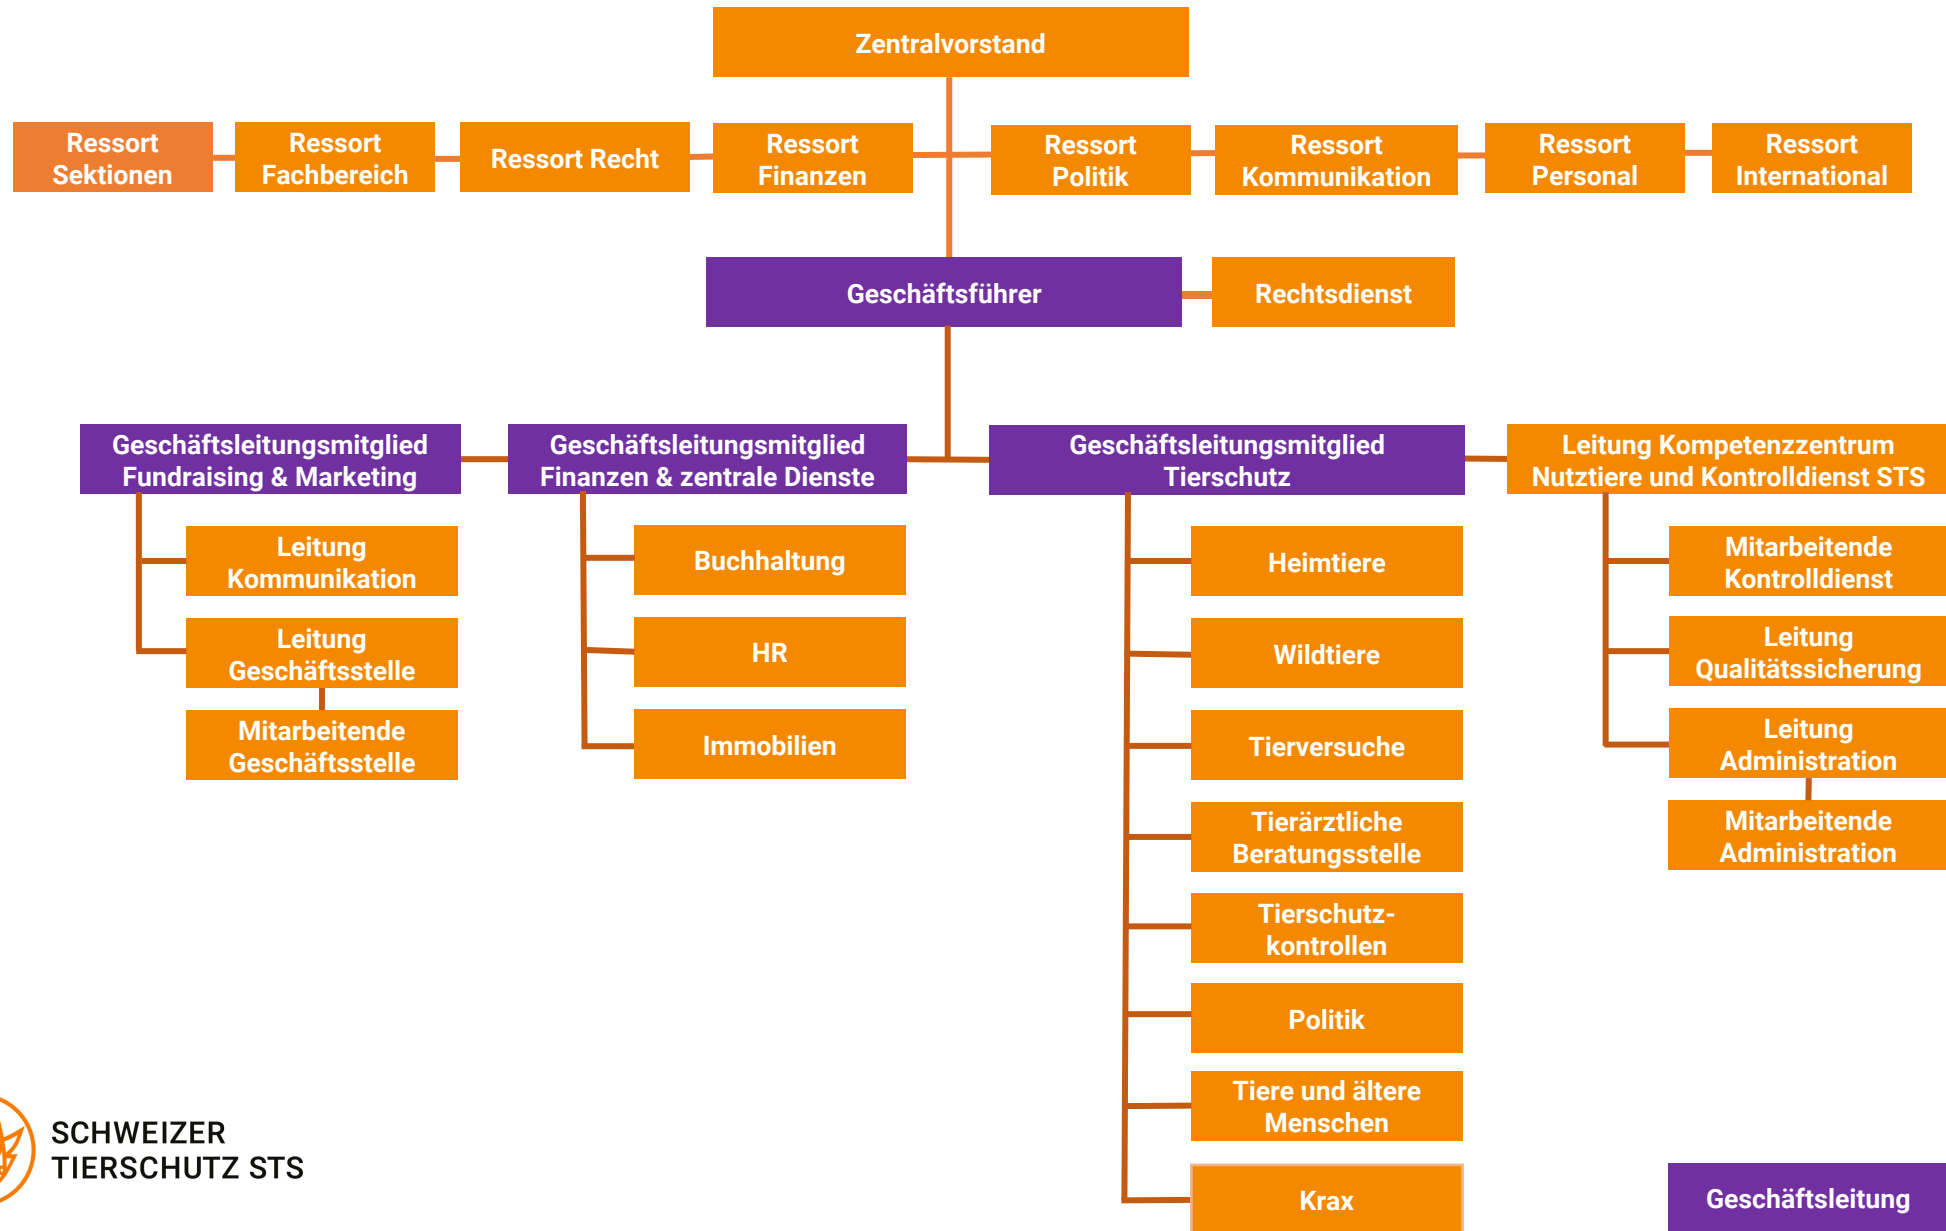 Zentralvorstand
Ressort
Sektionen
Ressort
Fachbereich
Ressort Recht
Ressort
Finanzen
Ressort
Politik
Ressort
Kommunikation
Ressort
Personal
Ressort
International
Geschäftsführer
Rechtsdienst
Geschäftsleitungsmitglied
Fundraising & Marketing
Geschäftsleitungsmitglied
Finanzen & zentrale Dienste
Geschäftsleitungsmitglied
Tierschutz
Leitung Kompetenzzentrum
Nutztiere und Kontrolldienst STS
Leitung
Kommunikation
Leitung
Geschäftsstelle
Mitarbeitende
Geschäftsstelle
Buchhaltung
HR
Immobilien
Heimtiere
Wildtiere
Tierversuche
Tierärztliche
Beratungsstelle
Tierschutz-
kontrollen
Politik
Tiere und ältere
Menschen
Krax
Mitarbeitende
Kontrolldienst
Leitung
Qualitätssicherung
Leitung
Administration
Mitarbeitende
Administration
SCHWEIZER
TIERSCHUTZ STS
Geschäftsleitung